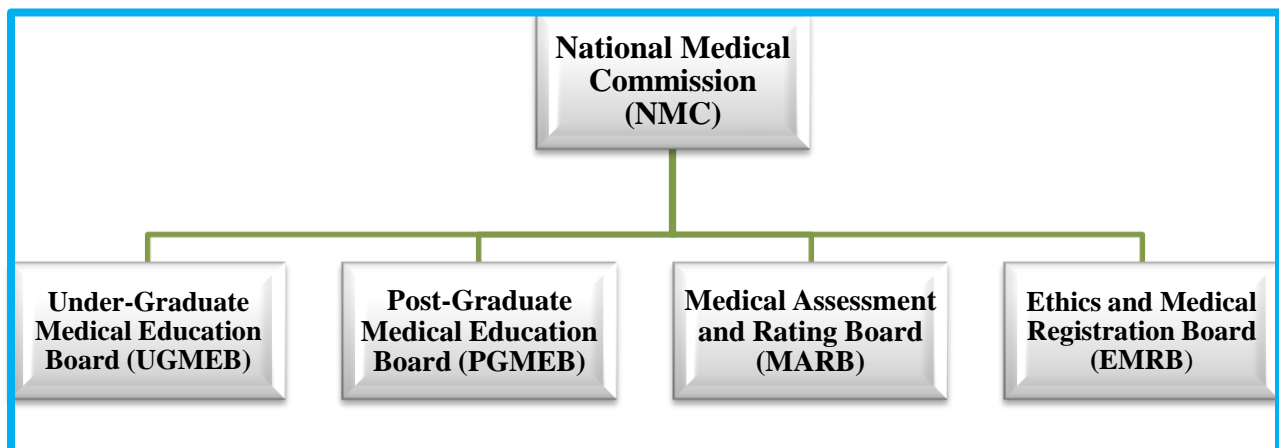 National Medical
Commission
(NMC)
Under-Graduate
Medical Education
Board (UGMEB)
Post-Graduate
Medical Education
Board (PGMEB)
Medical Assessment
and Rating Board
(MARB)
Ethics and Medical
Registration Board
(EMRB)